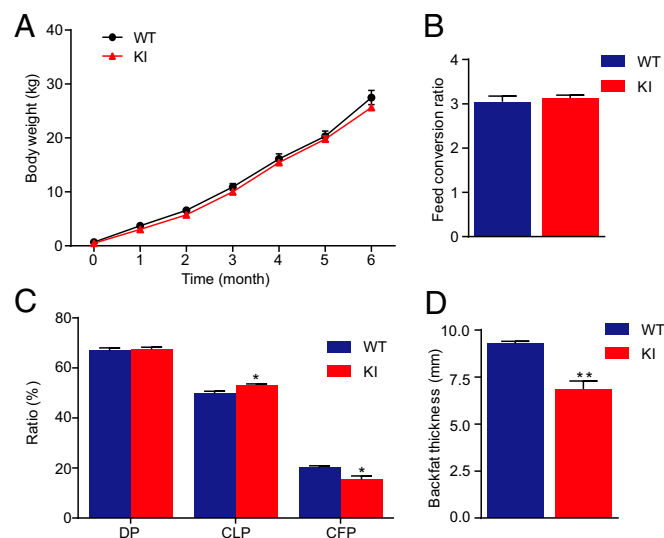 A
WT
KI
Body weight (kg)
40
30
20
10
0
0 1 2 3 4 5 6
Time (month)
B
WT
KI
Feed conversion ratio
4
3
2
1
0
C
WT
KI
Ratio (%)
80
60
40
20
0
*
*
DP CLP CFP
D
WT
KI
Backfat thickness (mm)
10.0
7.5
5.0
2.5
0.0
**